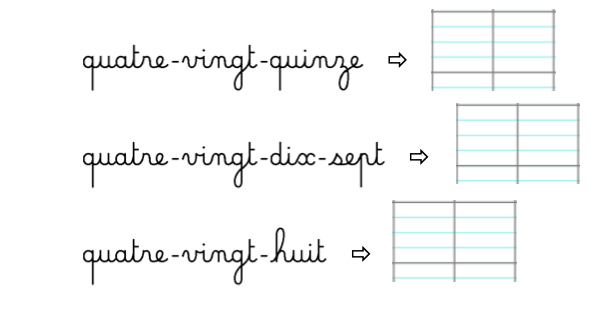 quatre-vingt-quinze ⇨
quatre-vingt-dix-sept ⇨
quatre-vingt-huit ⇨